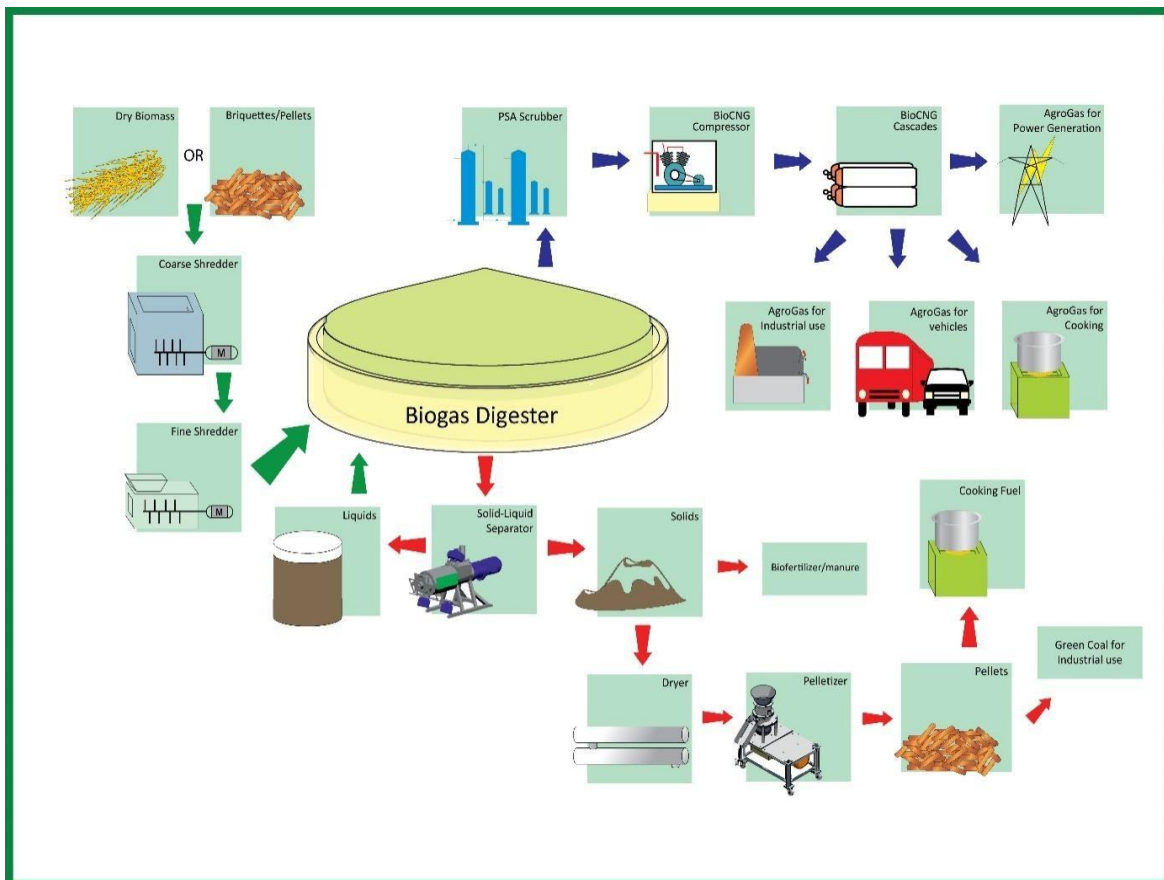 Dry Biomass
OR
Briquettes/Pellets
PSA Scrubber
BioCNG
Compressor
BioCNG
Cascades
AgroGas for
Power Generation
Coarse Shredder
M
AgroGas for
Industrial use
AgroGas for
vehicles
AgroGas for
Cooking
Biogas Digester
Fine Shredder
M
Liquids
Solid-Liquid
Separator
Solids
Biofertilizer/manure
Cooking Fuel
Green Coal for
Industrial use
Dryer
Pelletizer
Pellets